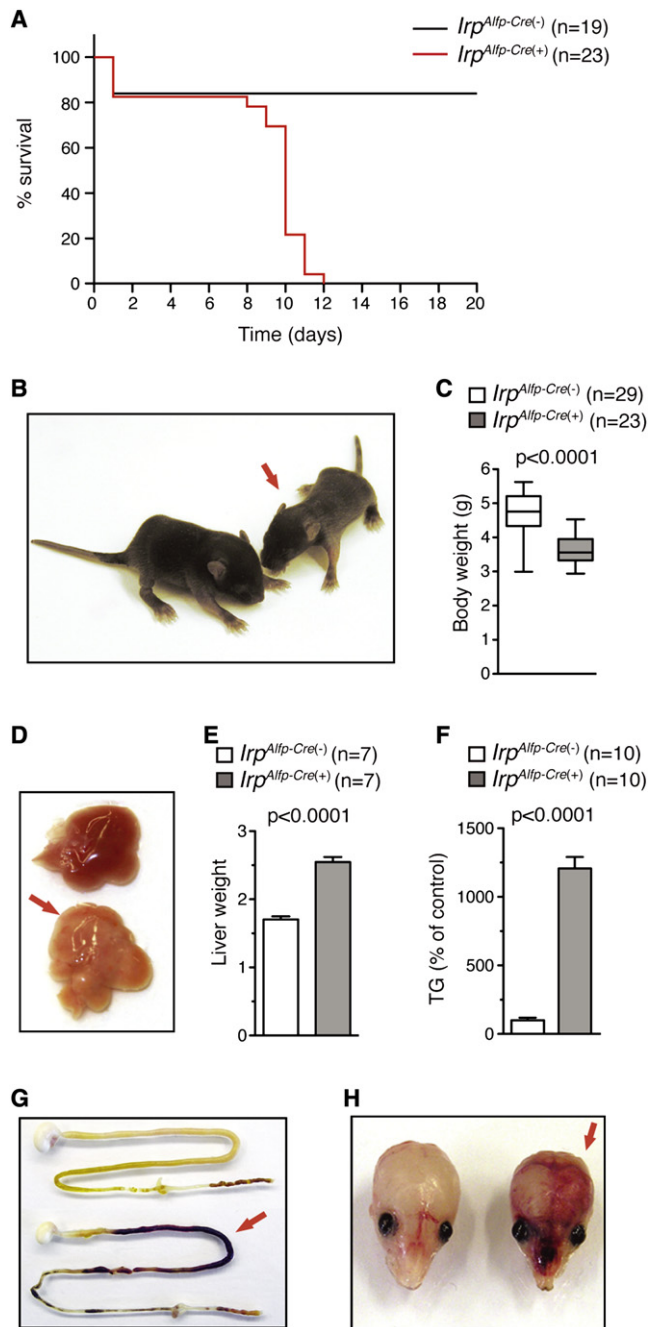 A
Irp^Alfp-Cre(-) (n=19)
Irp^Alfp-Cre(+) (n=23)
% survival
100
80
60
40
20
0
0 2 4 6 8 10 12 14 16 18 20
Time (days)
B
C
Irp^Alfp-Cre(-) (n=29)
Irp^Alfp-Cre(+) (n=23)
p<0.0001
Body weight (g)
6
5
4
3
2
1
0
D
E
Irp^Alfp-Cre(-) (n=7)
Irp^Alfp-Cre(+) (n=7)
p<0.0001
Liver weight
3
2
1
0
F
Irp^Alfp-Cre(-) (n=10)
Irp^Alfp-Cre(+) (n=10)
p<0.0001
TG (% of control)
1500
1250
1000
750
500
250
0
G
H